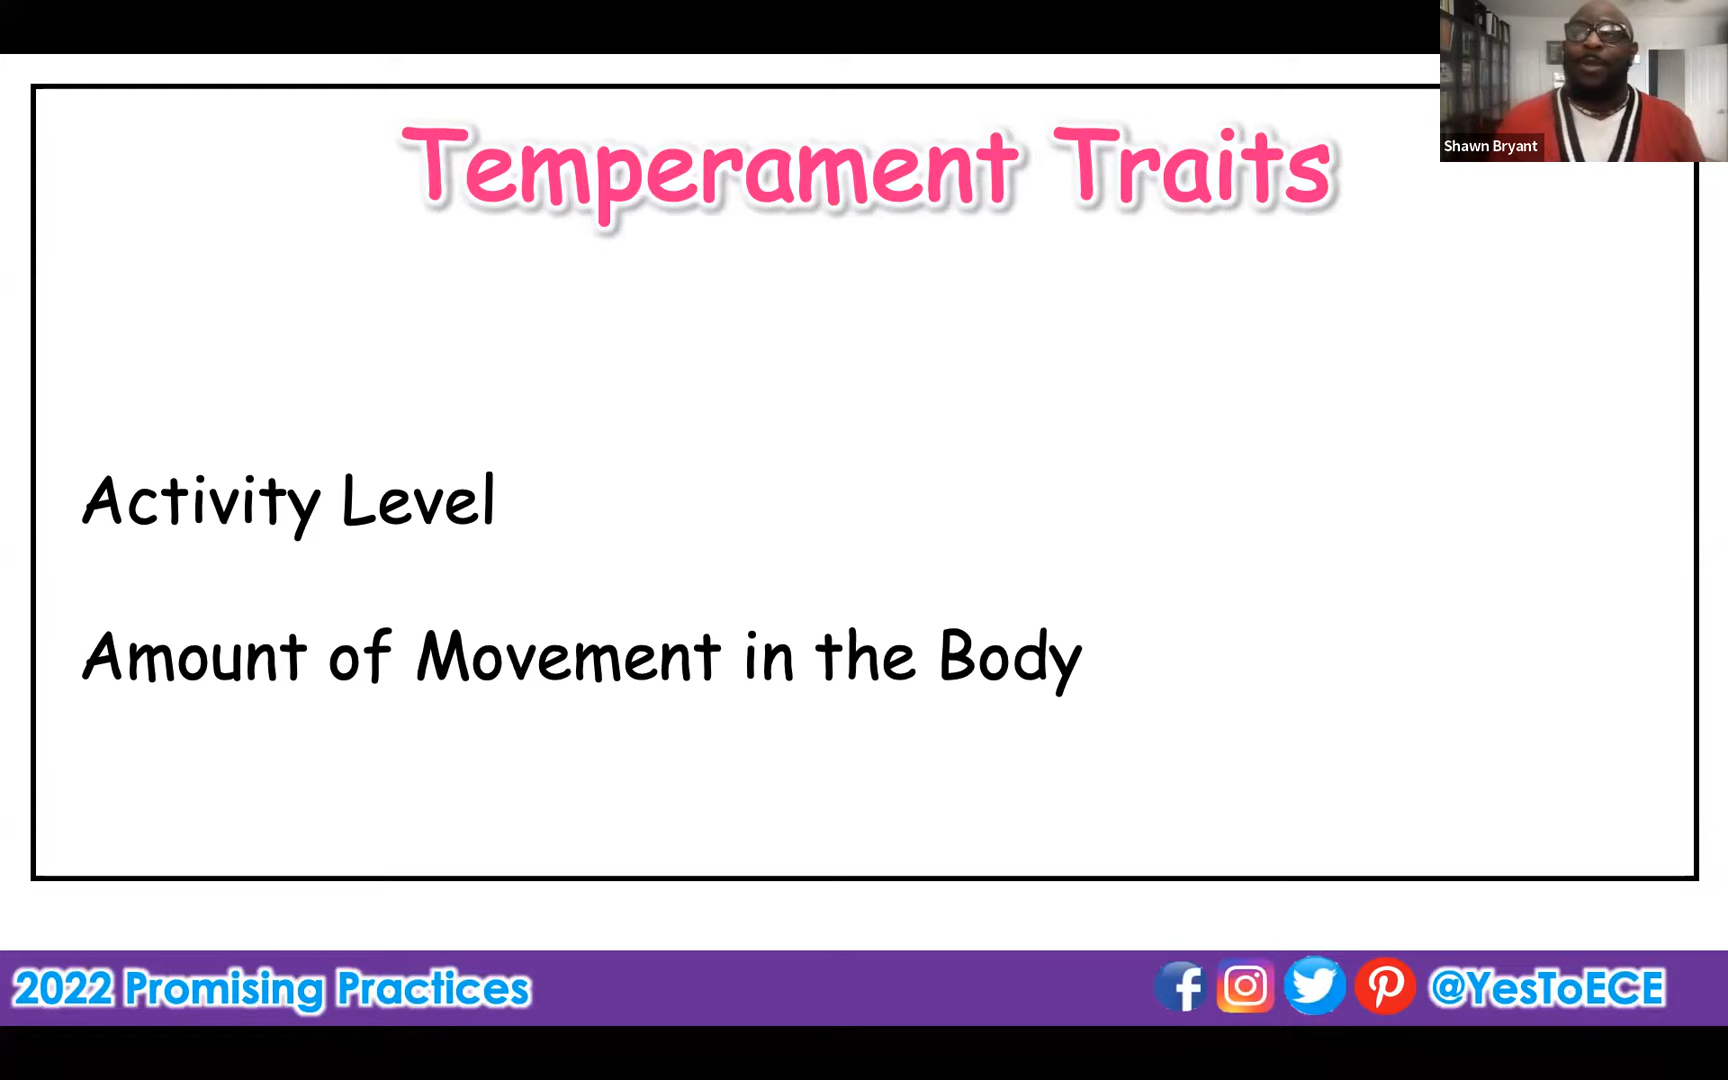 Temperament Traits
Shawn Bryant
Activity Level
Amount of Movement in the Body
2022 Promising Practices
@YesToECE